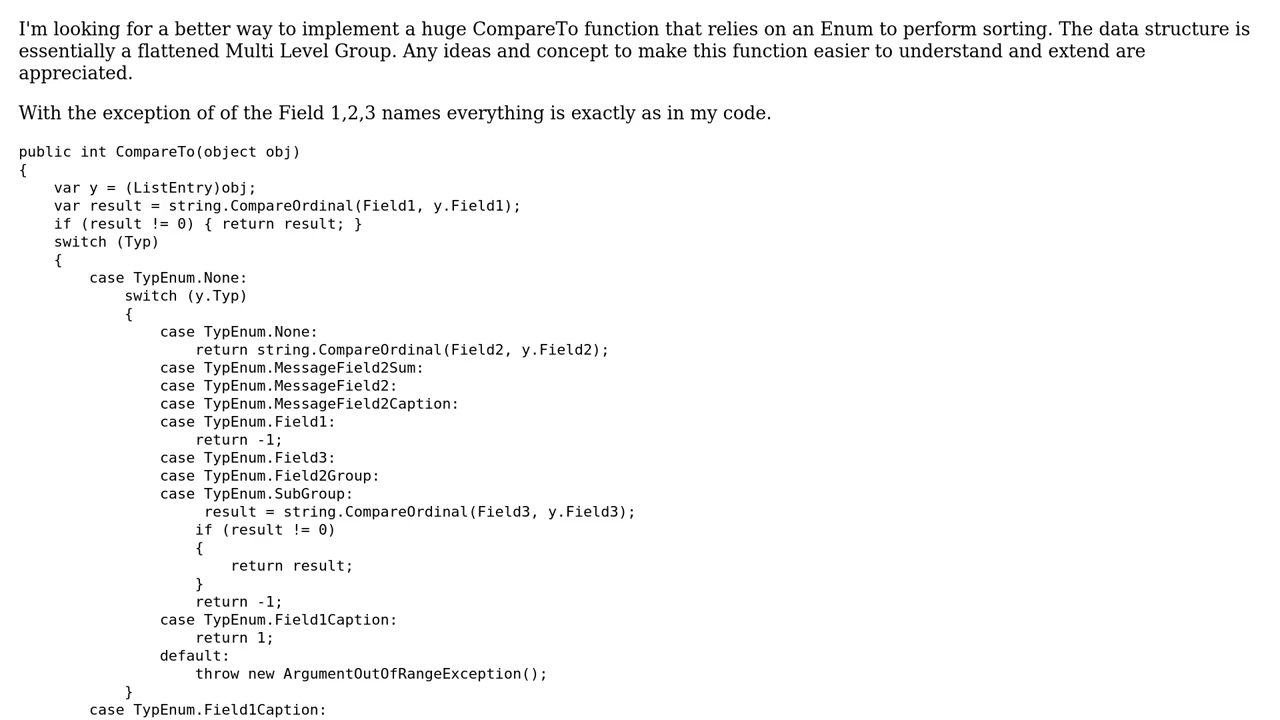 I'm looking for a better way to implement a huge CompareTo function that relies on an Enum to perform sorting. The data structure is
essentially a flattened Multi Level Group. Any ideas and concept to make this function easier to understand and extend are
appreciated.
With the exception of of the Field 1,2,3 names everything is exactly as in my code.
public int CompareTo(object obj)
{
    var y = (ListEntry)obj;
    var result = string.CompareOrdinal(Field1, y.Field1);
    if (result != 0) { return result; }
    switch (Typ)
    {
        case TypEnum.None:
            switch (y.Typ)
            {
                case TypEnum.None:
                    return string.CompareOrdinal(Field2, y.Field2);
                case TypEnum.MessageField2Sum:
                case TypEnum.MessageField2:
                case TypEnum.MessageField2Caption:
                case TypEnum.Field1:
                    return -1;
                case TypEnum.Field3:
                case TypEnum.Field2Group:
                case TypEnum.SubGroup:
                     result = string.CompareOrdinal(Field3, y.Field3);
                    if (result != 0)
                    {
                        return result;
                    }
                    return -1;
                case TypEnum.Field1Caption:
                    return 1;
                default:
                    throw new ArgumentOutOfRangeException();
            }
        case TypEnum.Field1Caption: